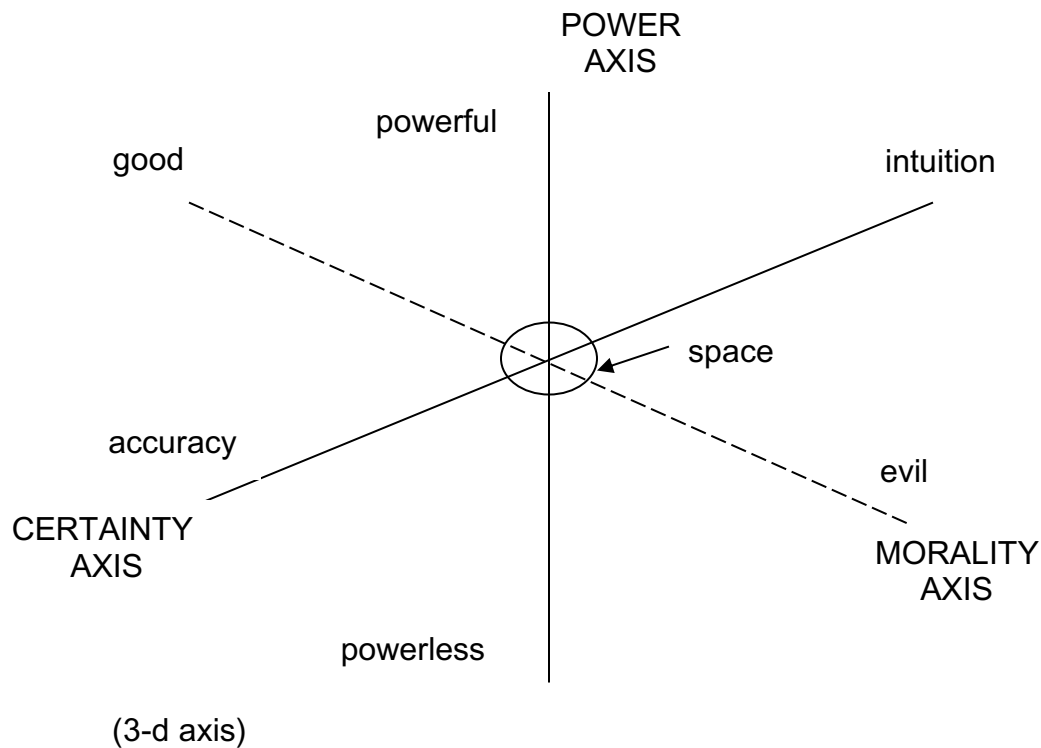 POWER
AXIS
powerful
good
intuition
space
accuracy
evil
CERTAINTY
AXIS
MORALITY
AXIS
powerless
(3-d axis)